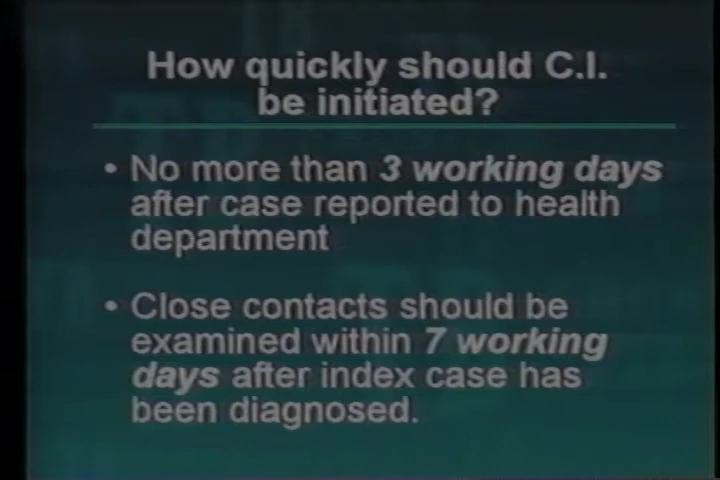 How quickly should C.I.
be initiated?
• No more than 3 working days
after case reported to health
department
• Close contacts should be
examined within 7 working
days after index case has
been diagnosed.